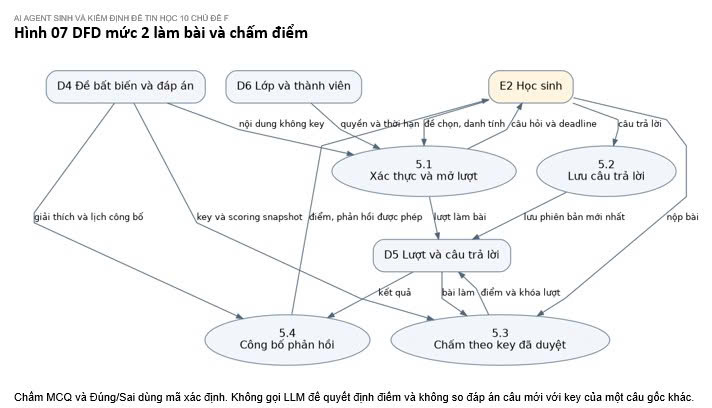 AI AGENT SINH VÀ KIỂM ĐỊNH ĐỀ TIN HỌC 10 CHỦ ĐỀ F
Hình 07 DFD mức 2 làm bài và chấm điểm
D4 Đề bất biến và đáp án
D6 Lớp và thành viên
E2 Học sinh
nội dung không key
quyền và thời hạn
đề chọn, danh tính
câu hỏi và deadline
câu trả lời
5.1
Xác thực và mở lượt
5.2
Lưu câu trả lời
giải thích và lịch công bố
key và scoring snapshot
điểm, phản hồi được phép
lượt làm bài
lưu phiên bản mới nhất
nộp bài
D5 Lượt và câu trả lời
kết quả
bài làm
điểm và khóa lượt
5.4
Công bố phản hồi
5.3
Chấm theo key đã duyệt
Chấm MCQ và Đúng/Sai dùng mã xác định. Không gọi LLM để quyết định điểm và không so đáp án câu mới với key của một câu gốc khác.